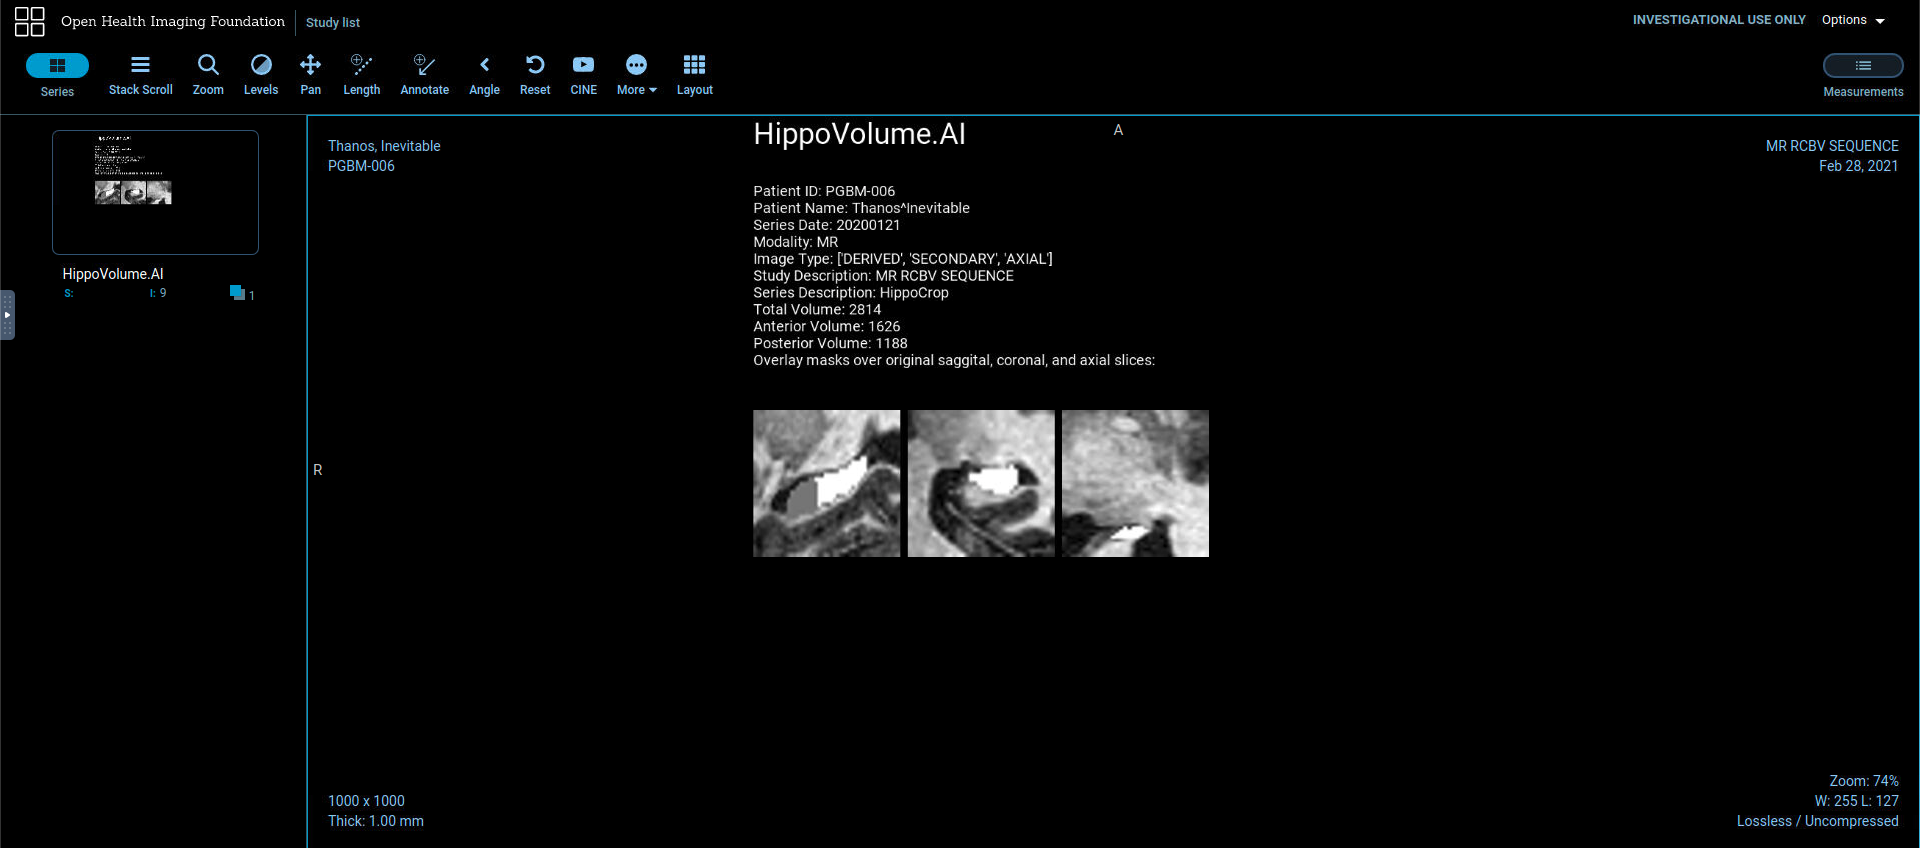 Open Health Imaging Foundation
Study list
INVESTIGATIONAL USE ONLY
Options
Series
Stack Scroll
Zoom
Levels
Pan
Length
Annotate
Angle
Reset
CINE
More
Layout
Measurements
HippoVolume.AI
S:
I: 9
1
Thanos, Inevitable
PGBM-006
A
R
MR RCBV SEQUENCE
Feb 28, 2021
HippoVolume.AI
Patient ID: PGBM-006
Patient Name: Thanos^Inevitable
Series Date: 20200121
Modality: MR
Image Type: ['DERIVED', 'SECONDARY', 'AXIAL']
Study Description: MR RCBV SEQUENCE
Series Description: HippoCrop
Total Volume: 2814
Anterior Volume: 1626
Posterior Volume: 1188
Overlay masks over original saggital, coronal, and axial slices:
1000 x 1000
Thick: 1.00 mm
Zoom: 74%
W: 255 L: 127
Lossless / Uncompressed